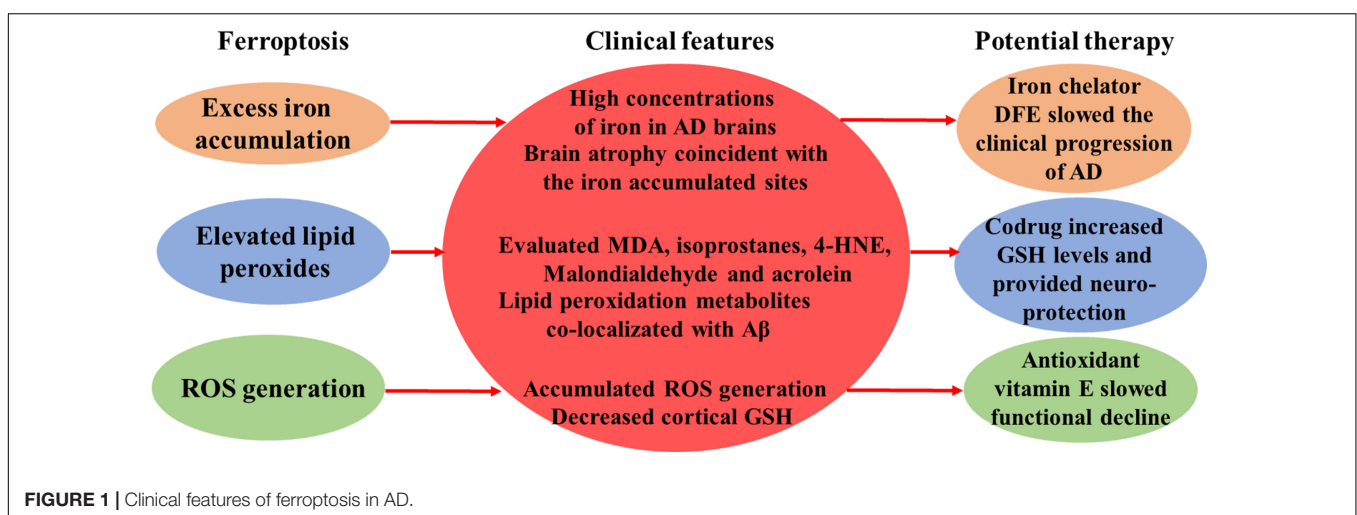 Ferroptosis
Clinical features
Potential therapy
Excess iron
accumulation
High concentrations
of iron in AD brains
Brain atrophy coincident with
the iron accumulated sites
Iron chelator
DFE slowed the
clinical progression
of AD
Elevated lipid
peroxides
Evaluated MDA, isoprostanes, 4-HNE,
Malondialdehyde and acrolein
Lipid peroxidation metabolites
co-localizated with Aβ
Codrug increased
GSH levels and
provided neuro-
protection
ROS generation
Accumulated ROS generation
Decreased cortical GSH
Antioxidant
vitamin E slowed
functional decline
FIGURE 1 | Clinical features of ferroptosis in AD.